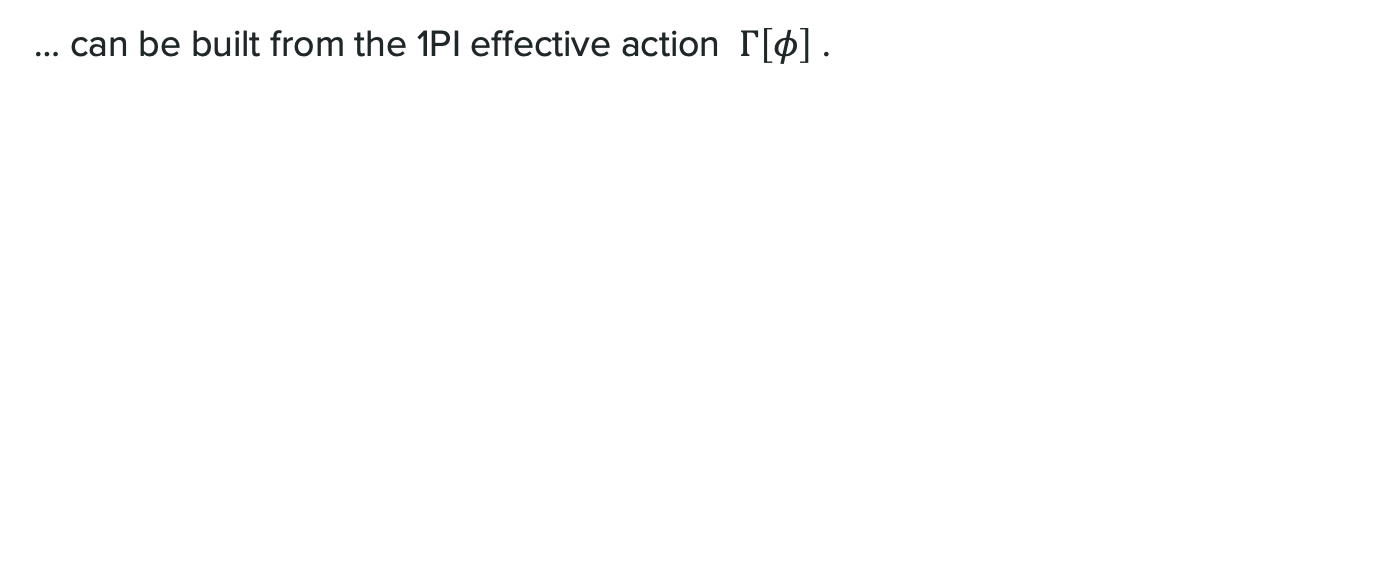 ... can be built from the 1PI effective action Γ[ϕ] .